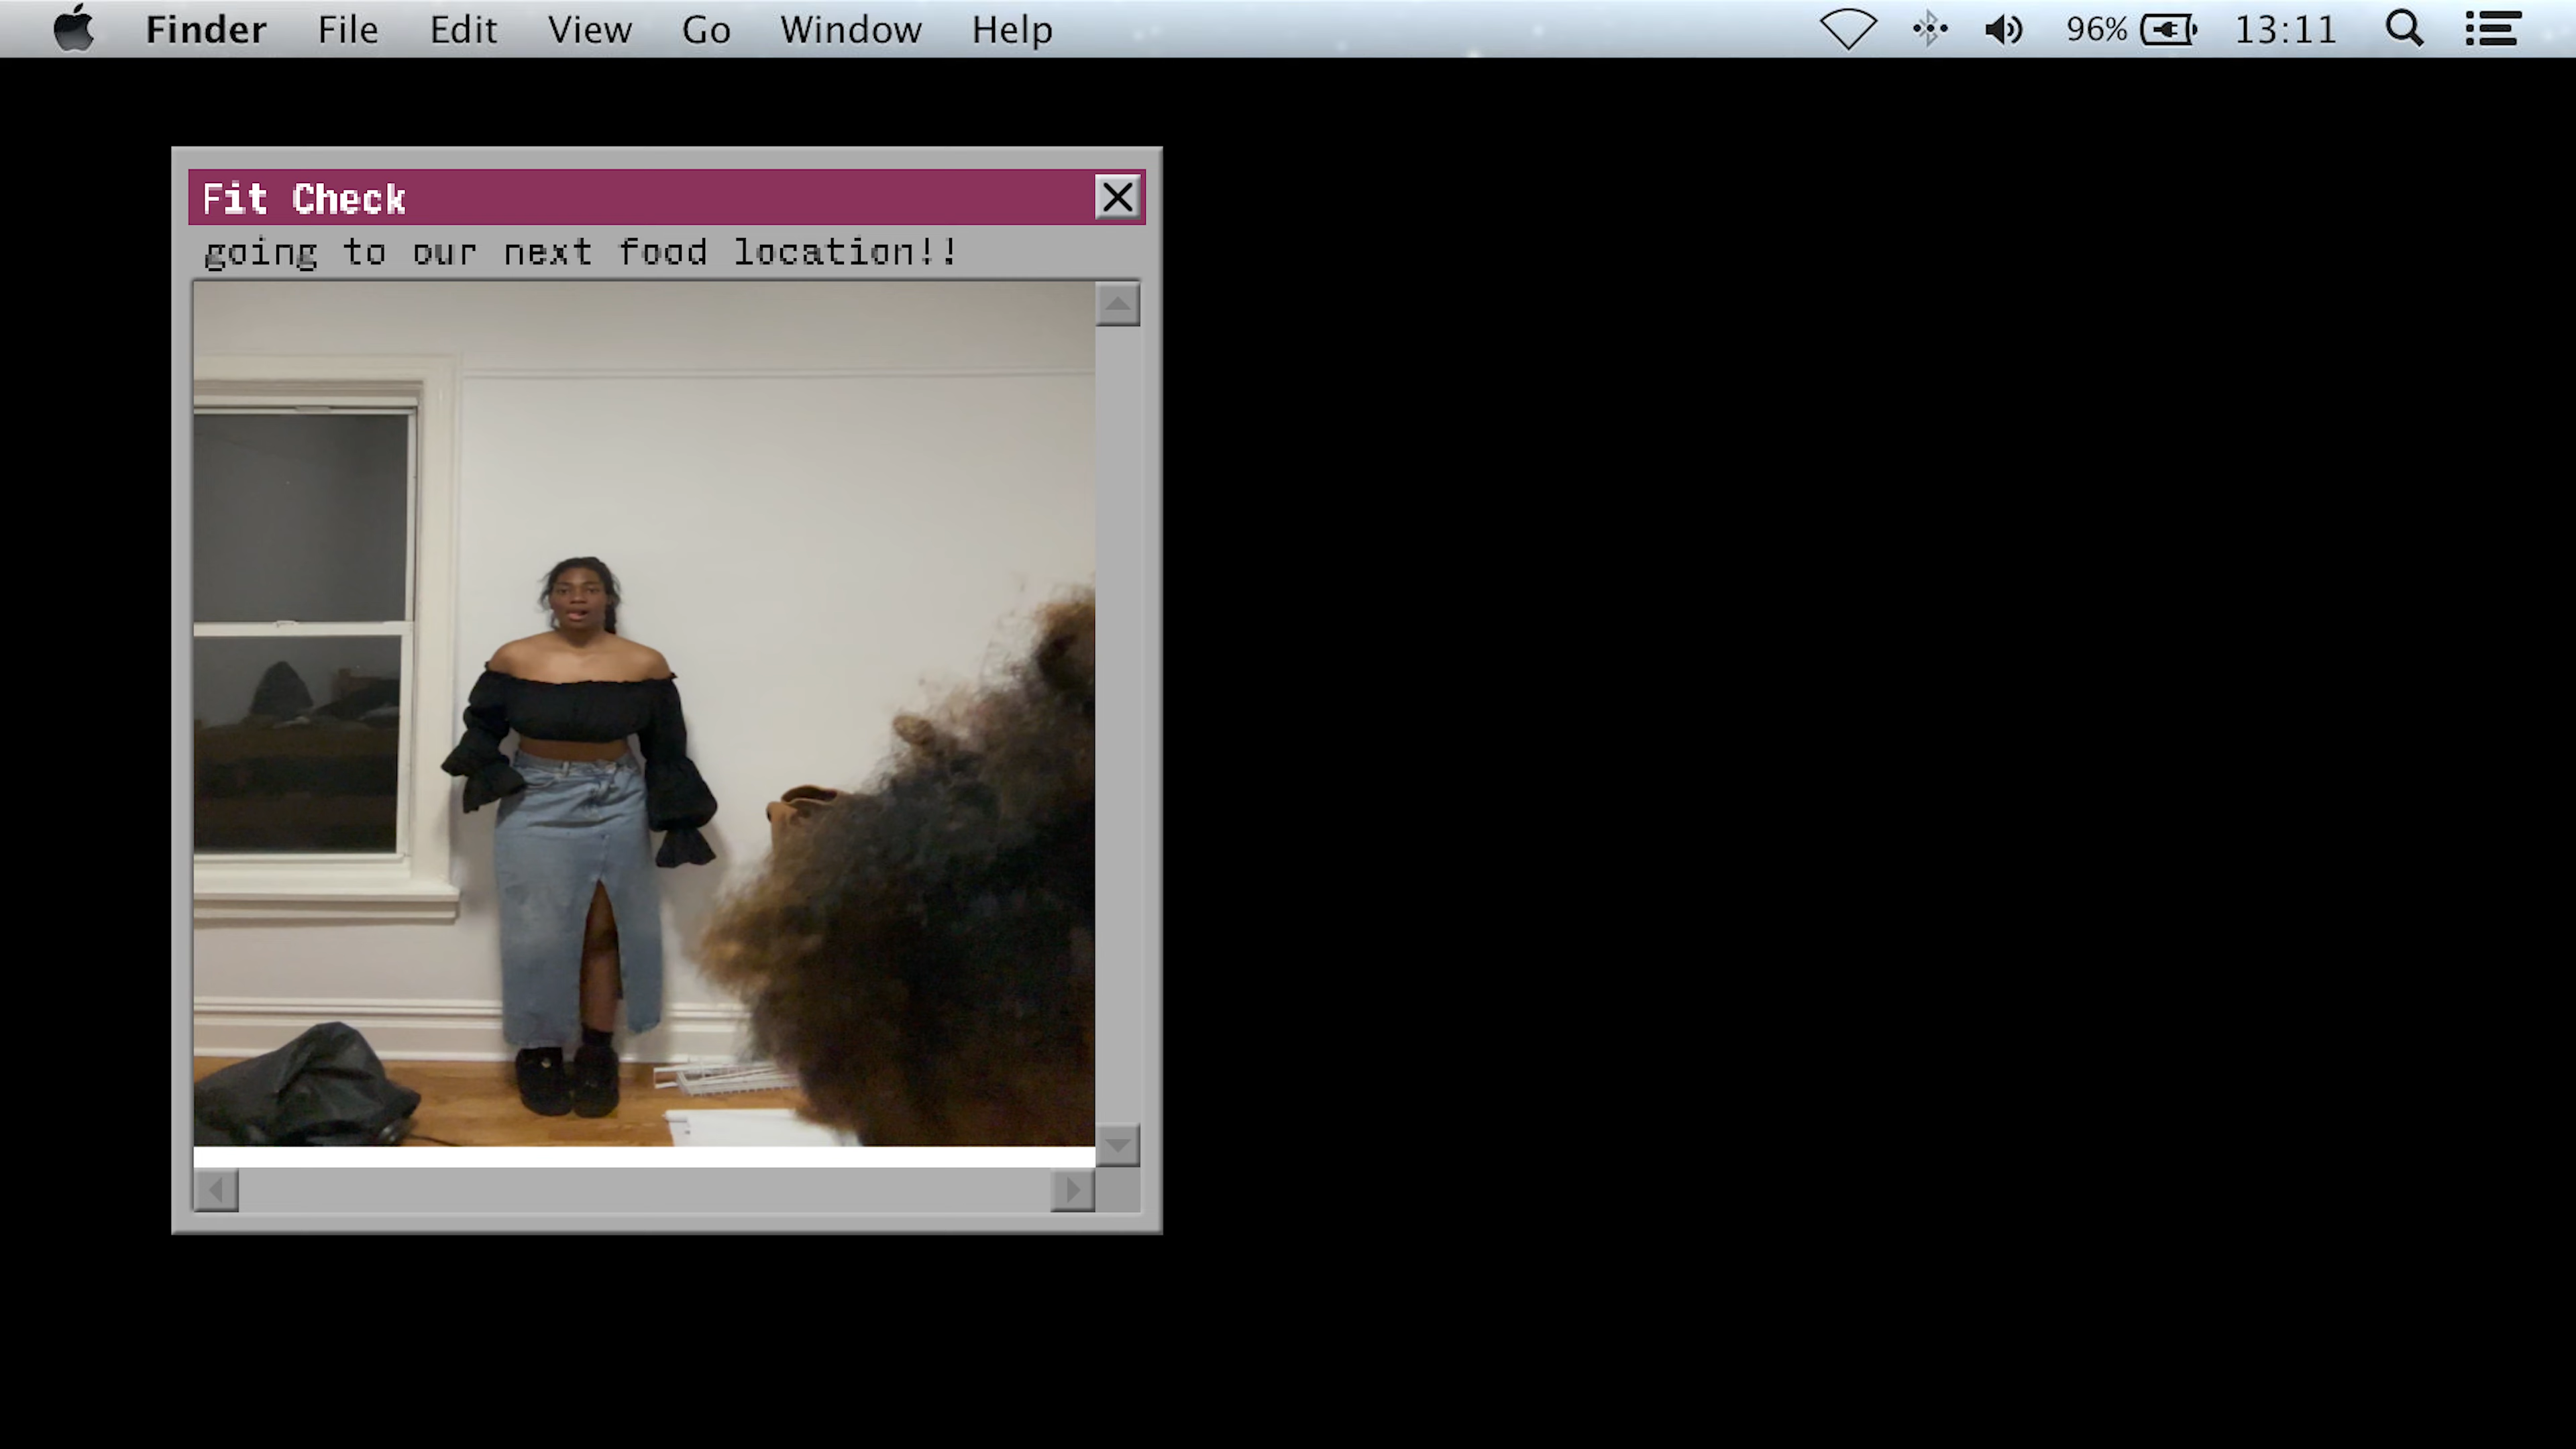 Finder File Edit View Go Window Help 96% 13:11
Fit Check
going to our next food location!!